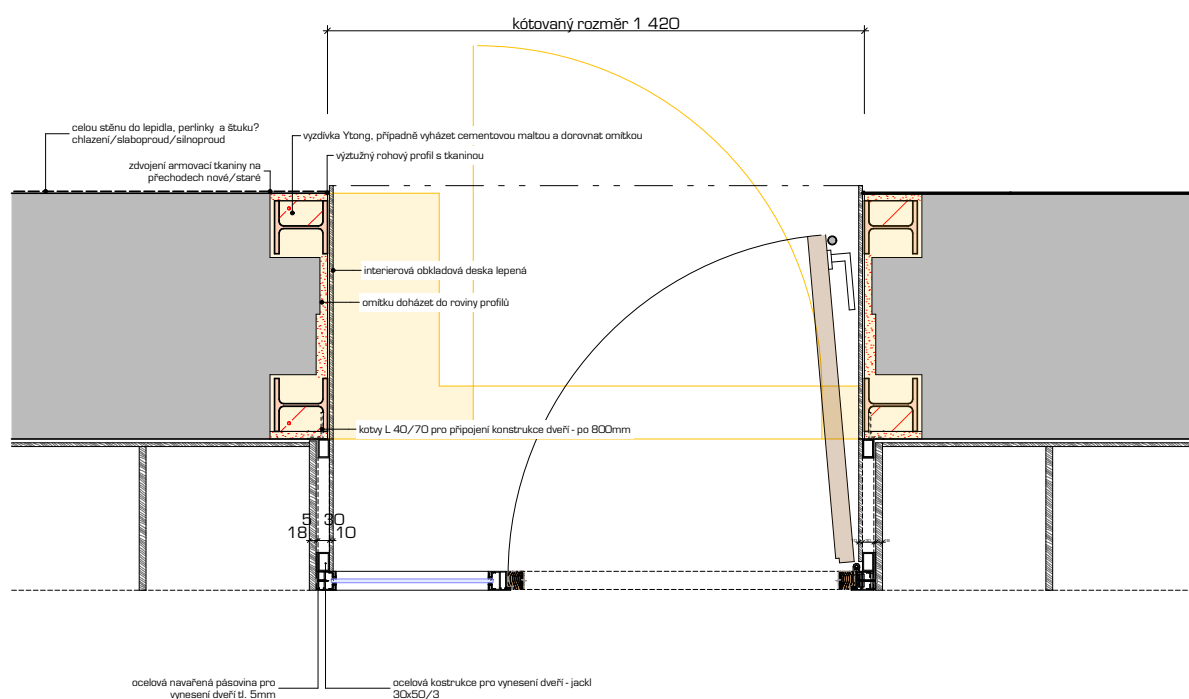 kótovaný rozměr 1 420
celou stěnu do lepidla, perlinky a štuku?
chlazení/slaboproud/silnoproud
vyzdívka Ytong, případně vyházet cementovou maltou a dorovnat omítkou
zdvojení armovací tkaniny na
přechodech nové/staré
výztužný rohový profil s tkaninou
interierová obkladová deska lepená
omítku doházet do roviny profilů
kotvy L 40/70 pro připojení konstrukce dveří - po 800mm
5 30
18 10
ocelová navařená pásovina pro
vynesení dveří tl. 5mm
ocelová kostrukce pro vynesení dveří - jackl
30x50/3